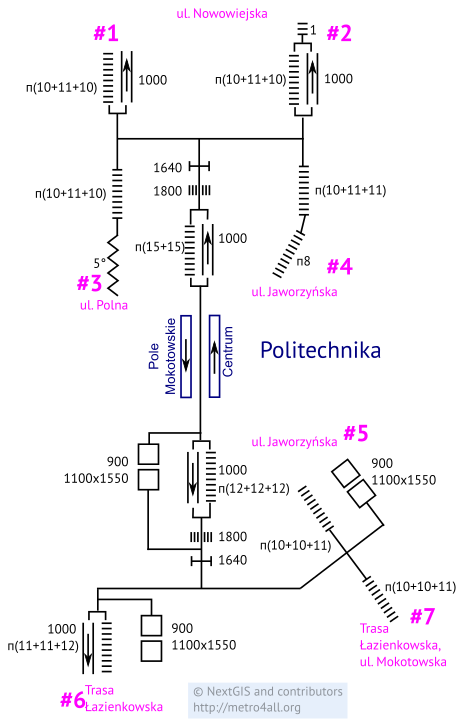 ul. Nowowiejska
#1
#2
1
п(10+11+10)
1000
п(10+11+10)
1000
1640
1800
п(10+11+10)
п(10+11+11)
п(15+15)
1000
5°
#3
ul. Polna
п8
#4
ul. Jaworzyńska
Pole
Mokotowskie
Centrum
Politechnika
ul. Jaworzyńska
#5
900
1100x1550
1000
п(12+12+12)
900
1100x1550
1800
1640
п(10+10+11)
п(10+10+11)
#7
Trasa
Łazienkowska,
ul. Mokotowska
1000
п(11+11+12)
900
1100x1550
#6
Trasa
Łazienkowska
© NextGIS and contributors
http://metro4all.org